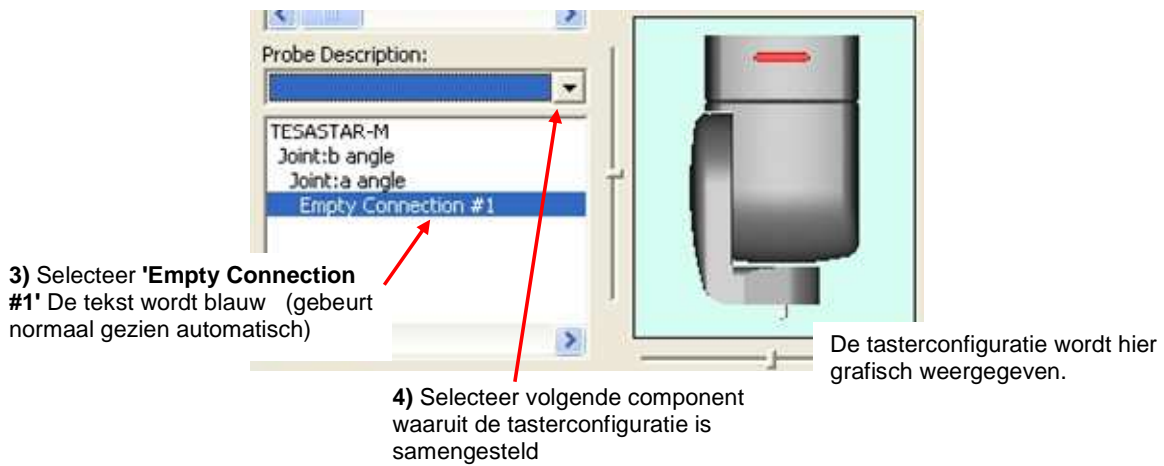 Probe Description:
TESASTAR-M
Joint:b angle
Joint:a angle
Empty Connection #1
3) Selecteer 'Empty Connection
#1' De tekst wordt blauw (gebeurt
normaal gezien automatisch)
De tasterconfiguratie wordt hier
grafisch weergegeven.
4) Selecteer volgende component
waaruit de tasterconfiguratie is
samengesteld